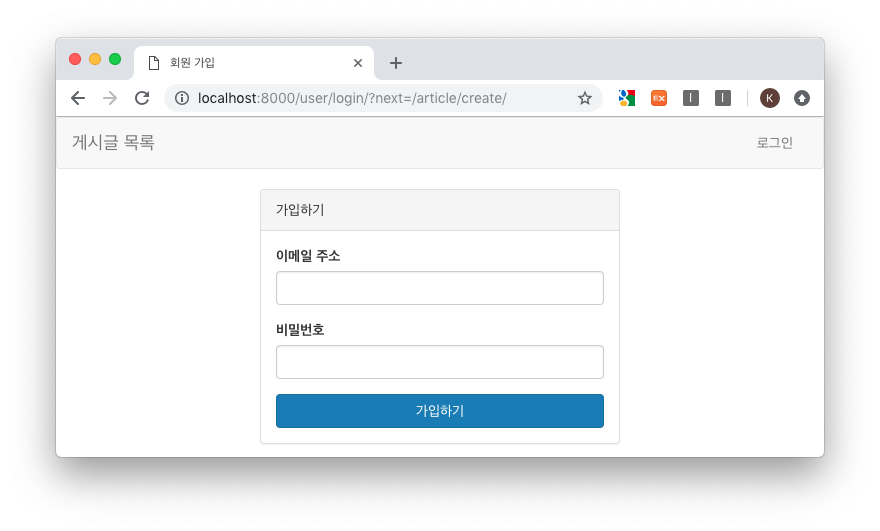 회원 가입
localhost:8000/user/login/?next=/article/create/
EX
I
I
K
게시글 목록
로그인
가입하기
이메일 주소
비밀번호
가입하기